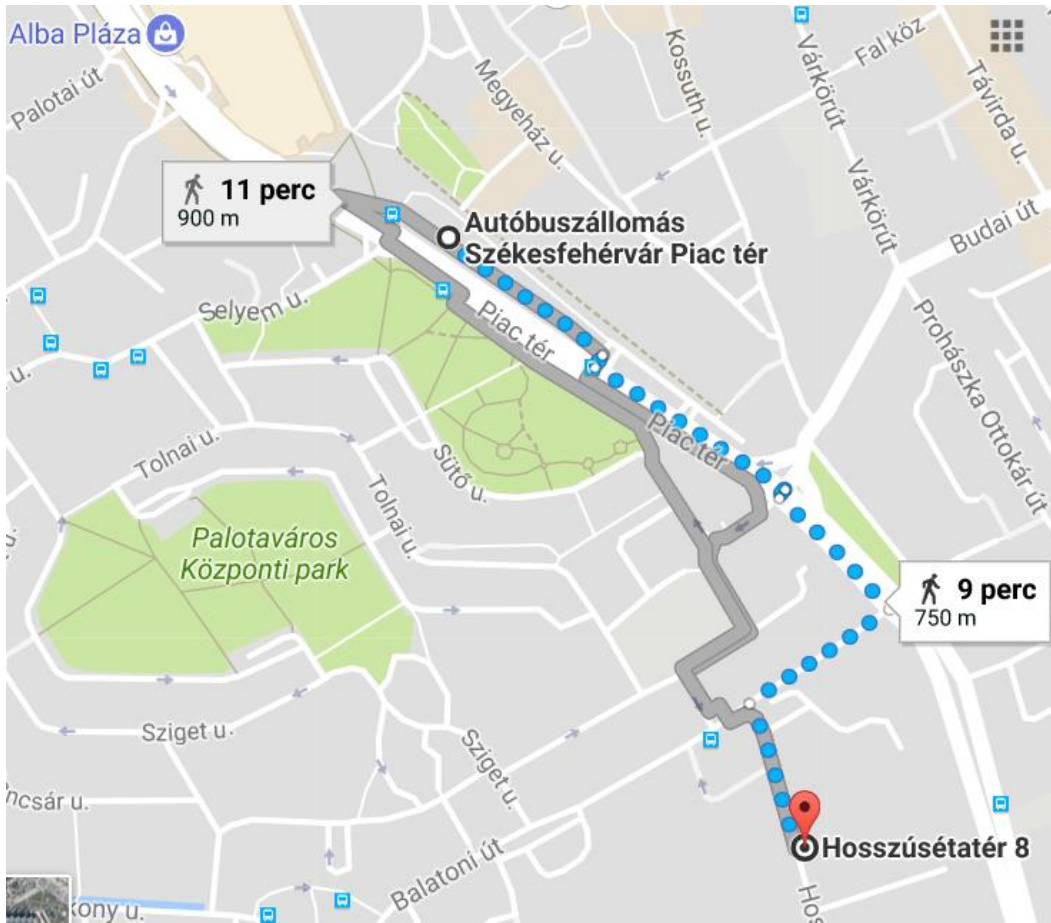 Alba Pláza
Palotai út
Megyeház u.
Kossuth u.
Várkörút
Fal köz
Távirda u.
11 perc
900 m
Autóbuszállomás
Székesfehérvár Piac tér
Várkörút
Budai út
Selyem u.
Piac tér
Prohászka Ottokár út
u.
Tolnai u.
Sütő u.
Piac tér
Tolnai u.
Palotaváros
Központi park
9 perc
750 m
Sziget u.
Sziget u.
Balatoni út
Hosszúsétatér 8